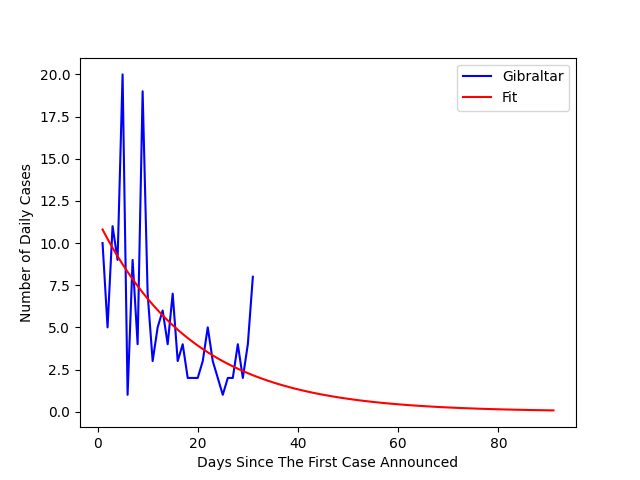 Gibraltar
Fit
Number of Daily Cases
20.0
17.5
15.0
12.5
10.0
7.5
5.0
2.5
0.0
0 20 40 60 80
Days Since The First Case Announced